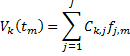 V_k(t_m) = \sum_{j=1}^{J} C_{k,j} f_{j,m}